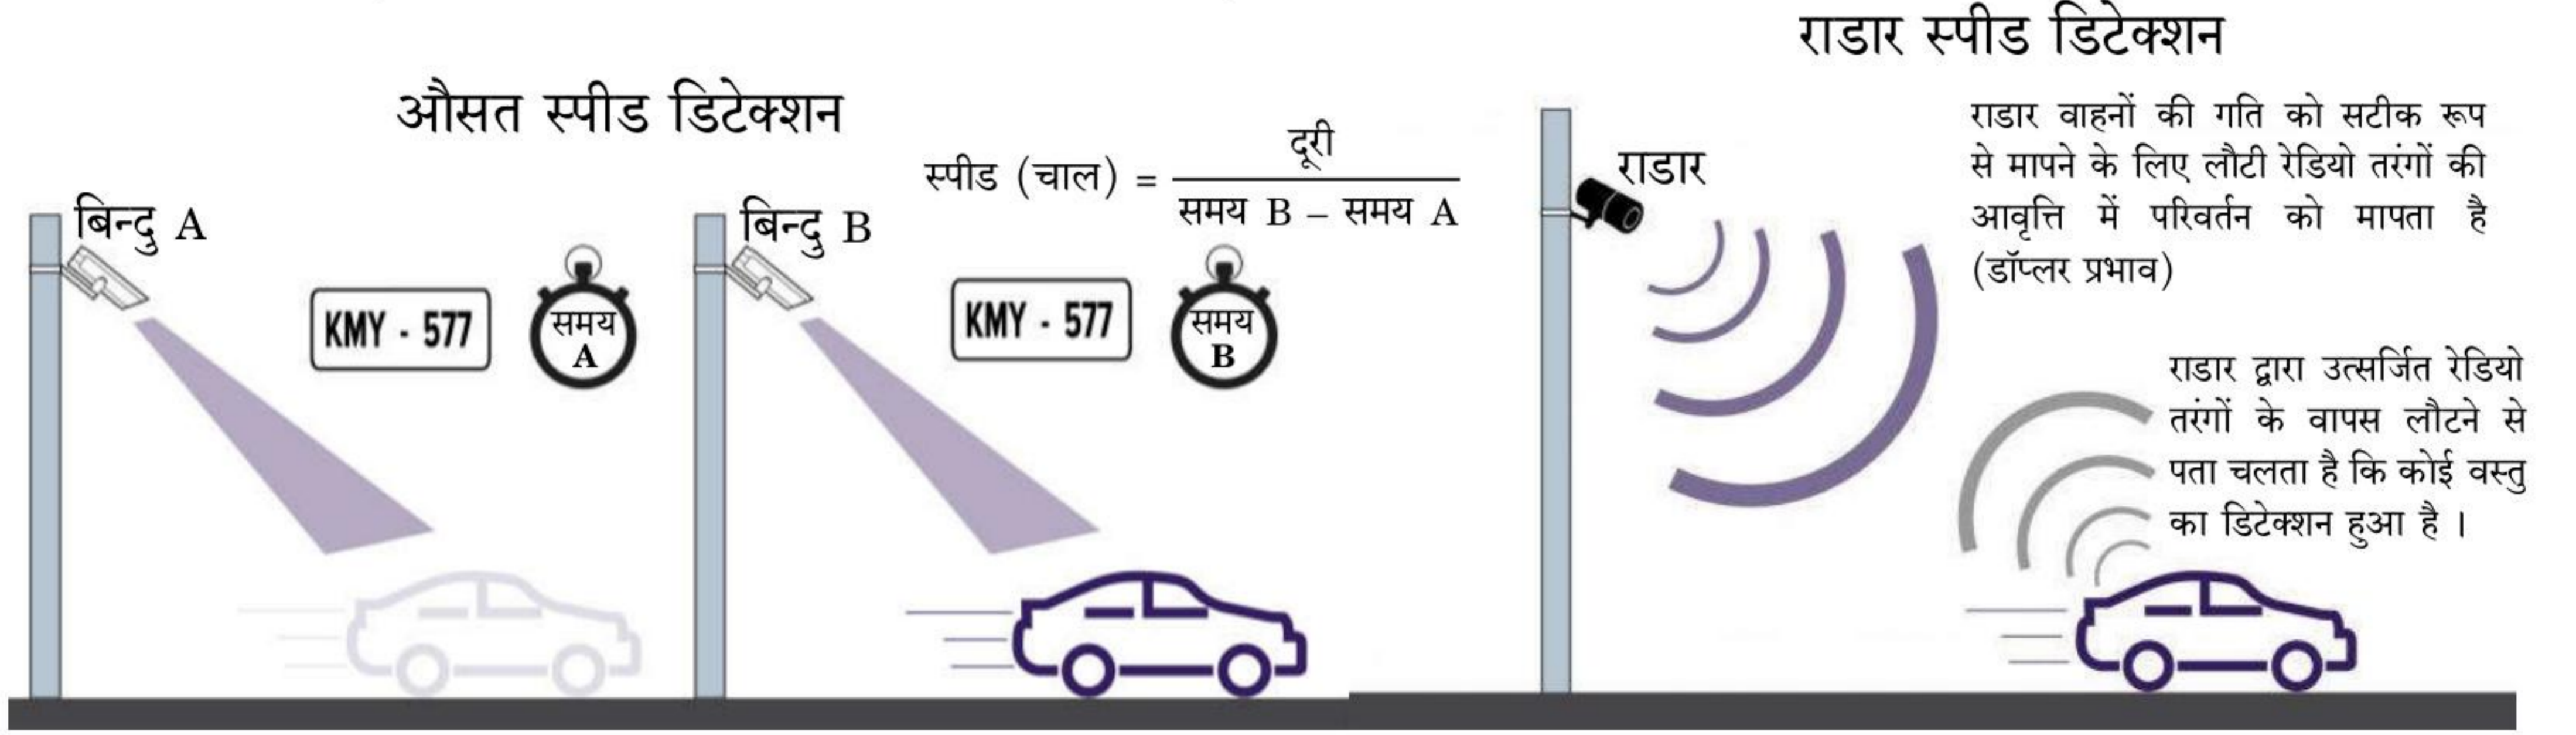 औसत स्पीड डिटेक्शन
बिन्दु A
KMY - 577
समय
A
बिन्दु B
स्पीड (चाल) = दूरी / समय B – समय A
KMY - 577
समय
B
राडार स्पीड डिटेक्शन
राडार
राडार वाहनों की गति को सटीक रूप
से मापने के लिए लौटी रेडियो तरंगों की
आवृत्ति में परिवर्तन को मापता है
(डॉप्लर प्रभाव)
राडार द्वारा उत्सर्जित रेडियो
तरंगों के वापस लौटने से
पता चलता है कि कोई वस्तु
का डिटेक्शन हुआ है ।